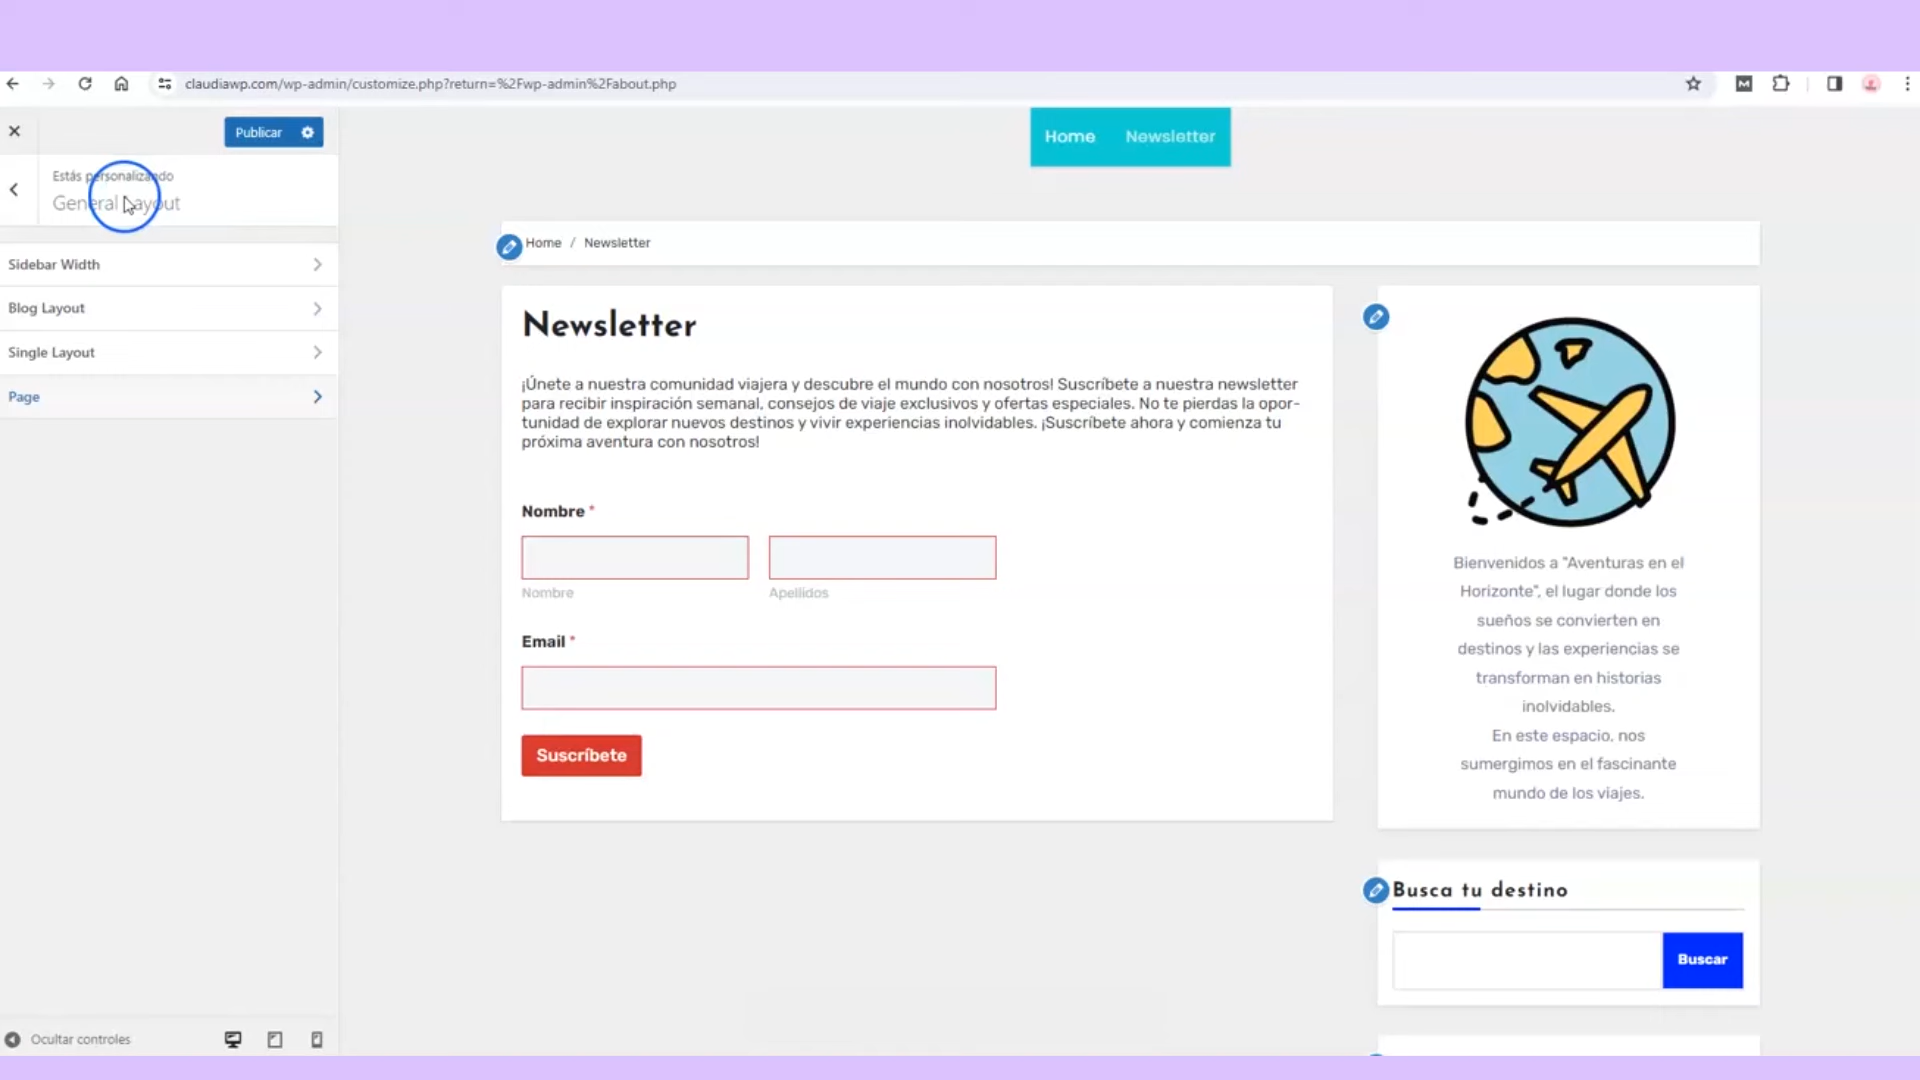 claudiawp.com/wp-admin/customize.php?return=%2Fwp-admin%2Fabout.php
Publicar
Estás personalizando
General Layout
Sidebar Width
Blog Layout
Single Layout
Page
Ocultar controles
Home
Newsletter
Home / Newsletter
Newsletter
¡Únete a nuestra comunidad viajera y descubre el mundo con nosotros! Suscríbete a nuestra newsletter
para recibir inspiración semanal, consejos de viaje exclusivos y ofertas especiales. No te pierdas la opor-
tunidad de explorar nuevos destinos y vivir experiencias inolvidables. ¡Suscríbete ahora y comienza tu
próxima aventura con nosotros!
Nombre *
Nombre
Apellidos
Email *
Suscríbete
Bienvenidos a "Aventuras en el
Horizonte", el lugar donde los
sueños se convierten en
destinos y las experiencias se
transforman en historias
inolvidables.
En este espacio, nos
sumergimos en el fascinante
mundo de los viajes.
Busca tu destino
Buscar